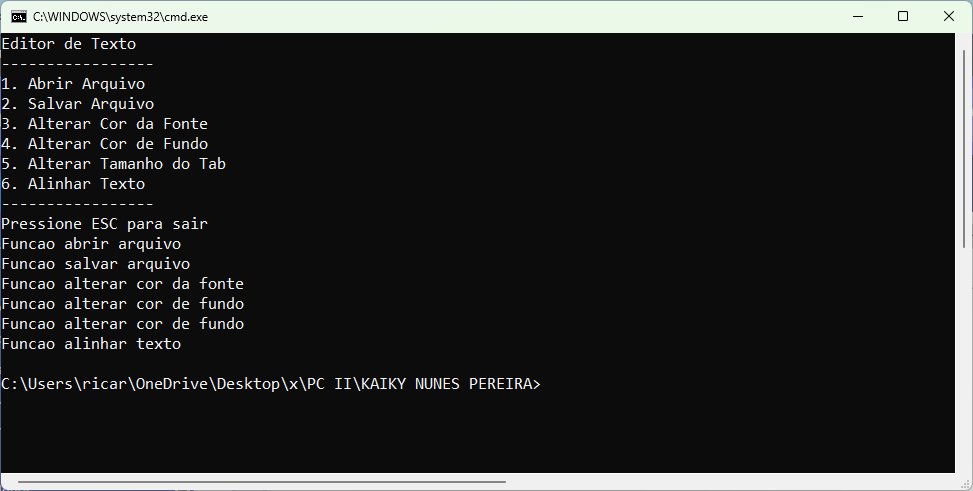 C:\WINDOWS\system32\cmd.exe
Editor de Texto
-----------------
1. Abrir Arquivo
2. Salvar Arquivo
3. Alterar Cor da Fonte
4. Alterar Cor de Fundo
5. Alterar Tamanho do Tab
6. Alinhar Texto
-----------------
Pressione ESC para sair
Funcao abrir arquivo
Funcao salvar arquivo
Funcao alterar cor da fonte
Funcao alterar cor de fundo
Funcao alterar cor de fundo
Funcao alinhar texto
C:\Users\ricar\OneDrive\Desktop\x\PC II\KAIKY NUNES PEREIRA>